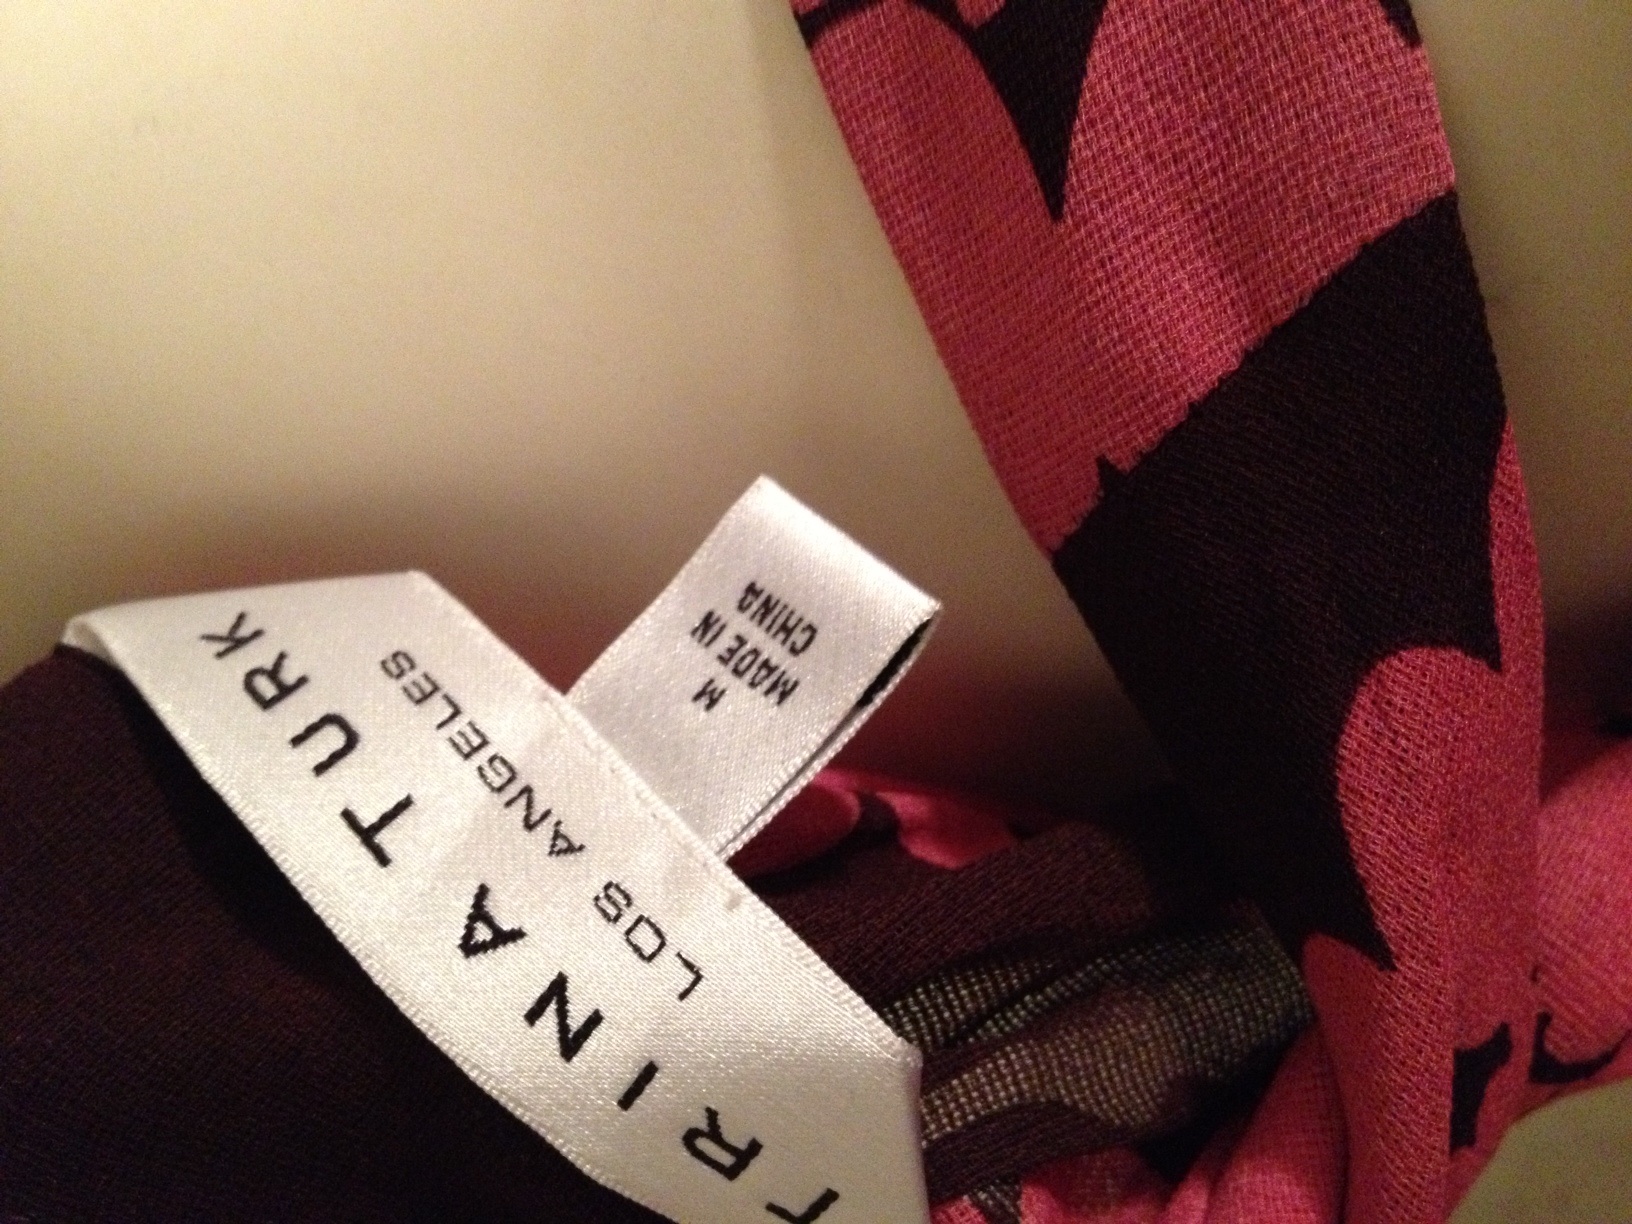 TRINA TURK
LOS ANGELES
M
MADE IN
CHINA